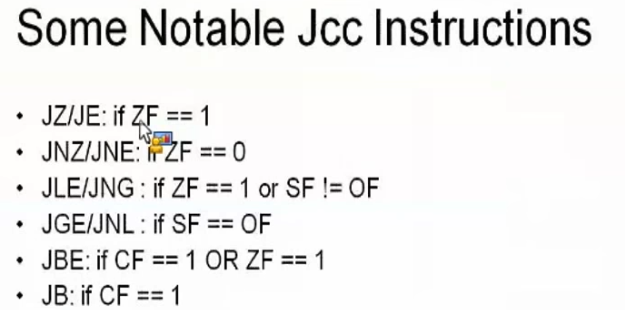 Some Notable Jcc Instructions
• JZ/JE: if ZF == 1
• JNZ/JNE: if ZF == 0
• JLE/JNG : if ZF == 1 or SF != OF
• JGE/JNL : if SF == OF
• JBE: if CF == 1 OR ZF == 1
• JB: if CF == 1